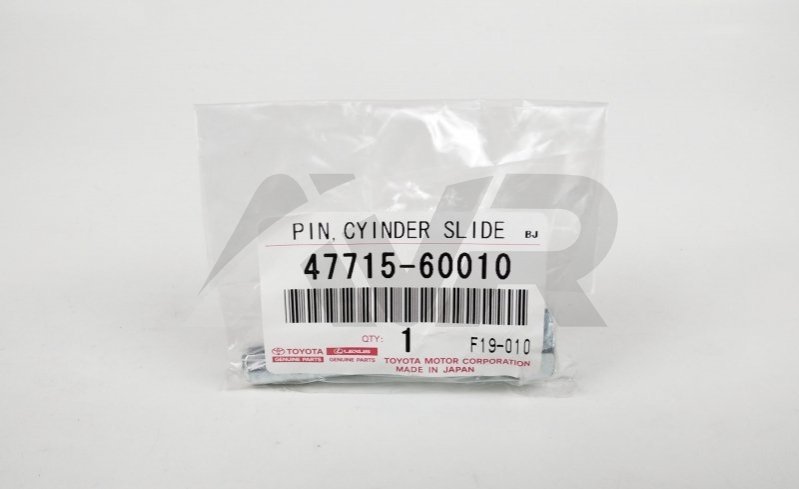 AVR
PIN, CYINDER SLIDE BJ
47715-60010
QTY: 1 F19-010
TOYOTA LEXUS
GENUINE PARTS GENUINE PARTS
TOYOTA MOTOR CORPORATION
MADE IN JAPAN